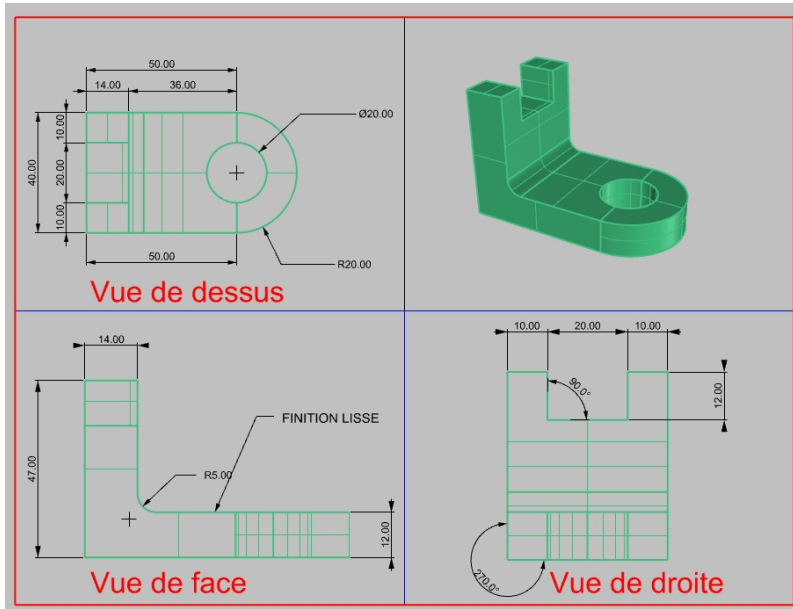 50.00
14.00 36.00
Ø20.00
40.00
10.00
20.00
10.00
50.00
R20.00
Vue de dessus
14.00
47.00
FINITION LISSE
R5.00
12.00
Vue de face
10.00 20.00 10.00
90.0°
12.00
270.0°
Vue de droite